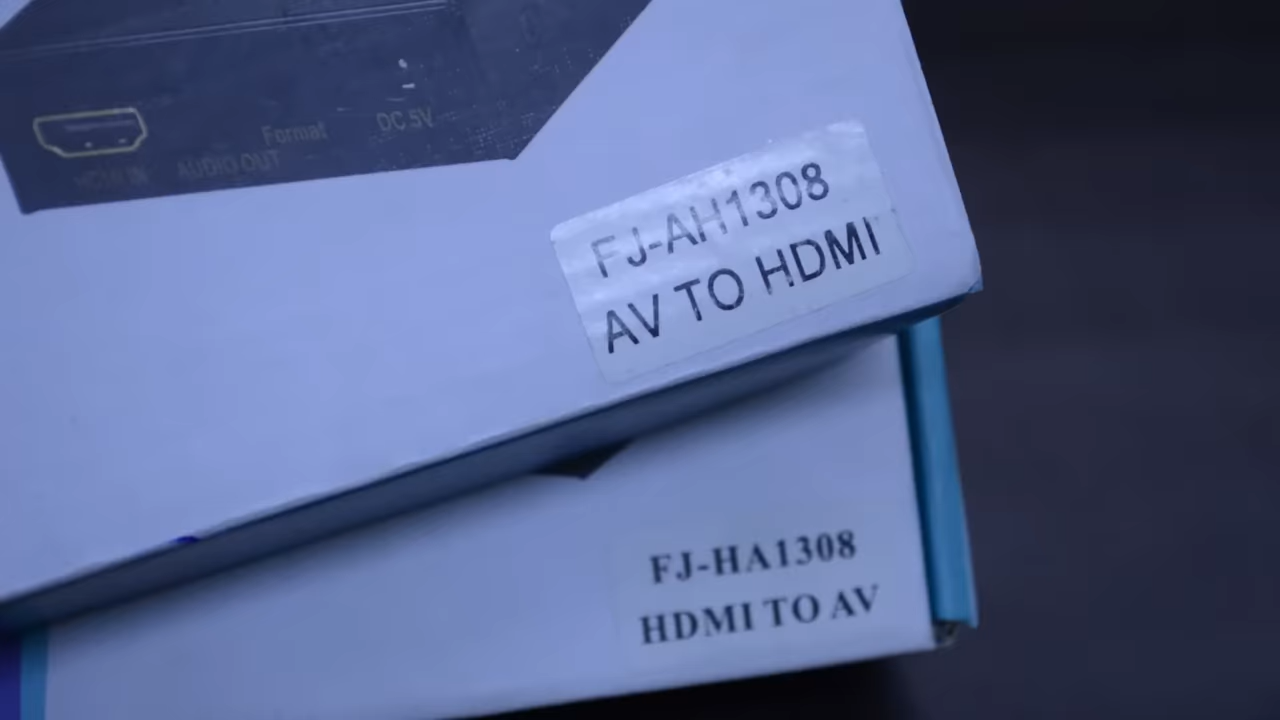 Format
DC 5V
AUDIO OUT
FJ-AH1308
AV TO HDMI
FJ-HA1308
HDMI TO AV